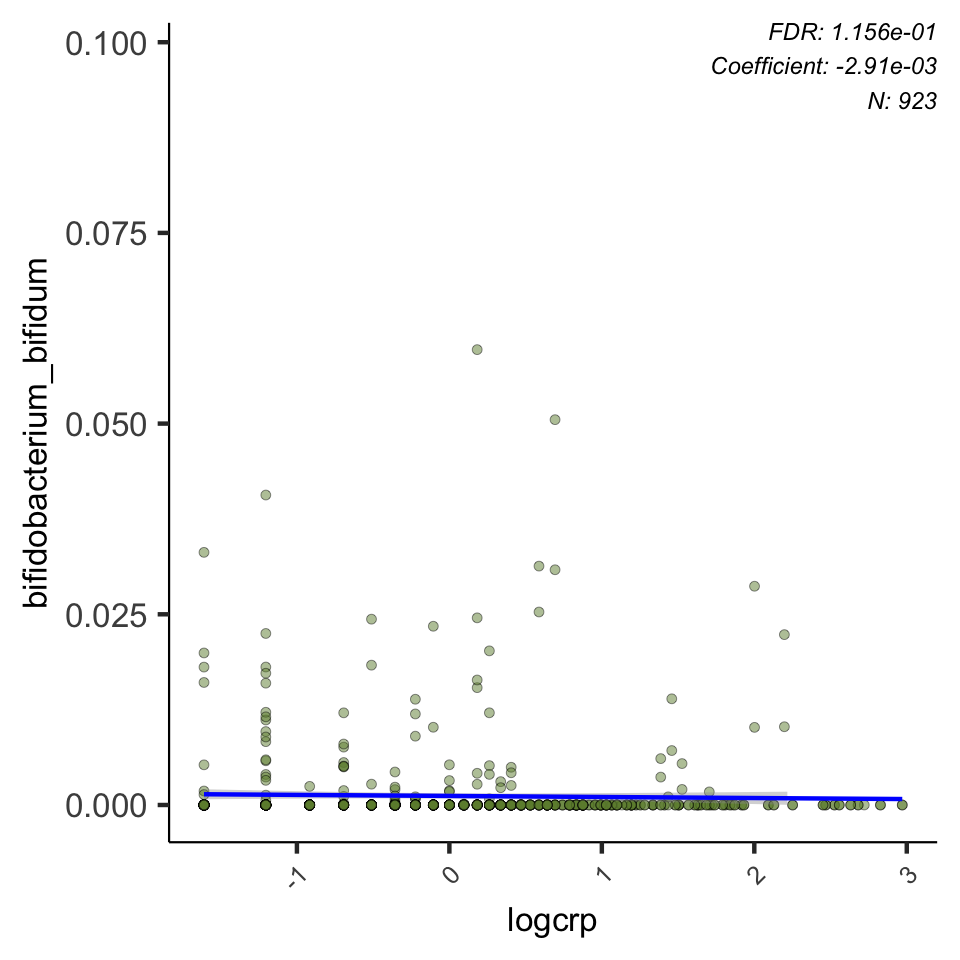 FDR: 1.156e-01
Coefficient: -2.91e-03
N: 923
0.100
0.075
0.050
0.025
0.000
bifidobacterium_bifidum
-1
0
1
2
3
logcrp